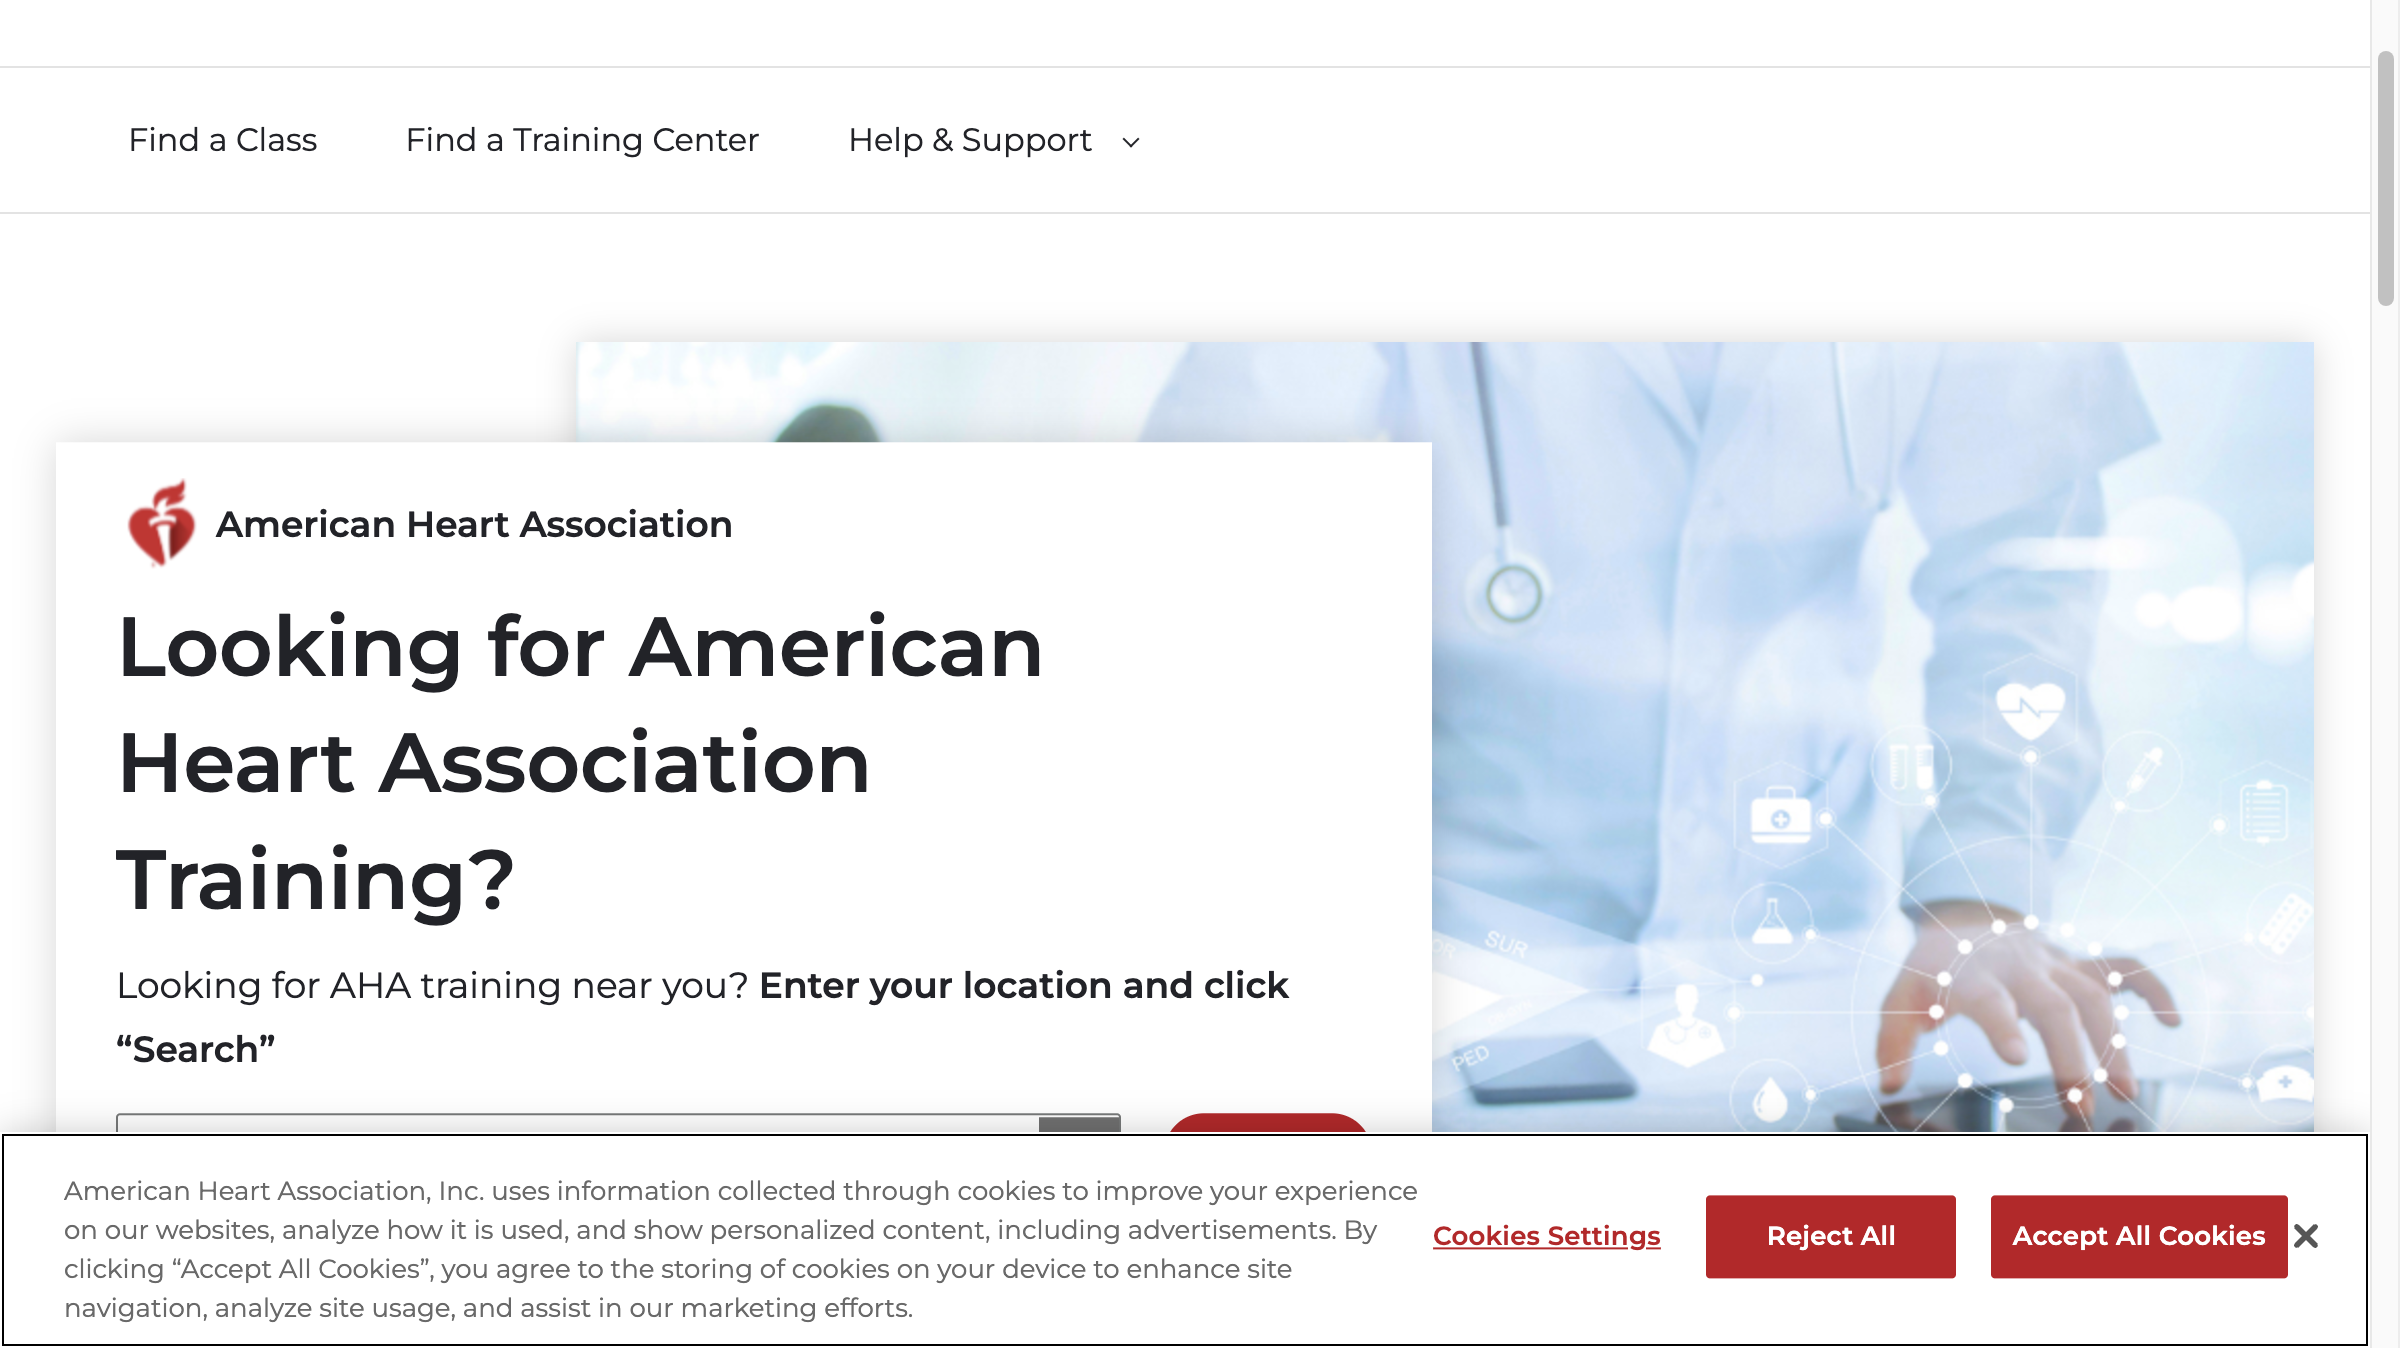 Find a Class
Find a Training Center
Help & Support
American Heart Association
Looking for American
Heart Association
Training?
Looking for AHA training near you? Enter your location and click
“Search”
SUR
PED
American Heart Association, Inc. uses information collected through cookies to improve your experience
on our websites, analyze how it is used, and show personalized content, including advertisements. By
clicking “Accept All Cookies”, you agree to the storing of cookies on your device to enhance site
navigation, analyze site usage, and assist in our marketing efforts.
Cookies Settings
Reject All
Accept All Cookies